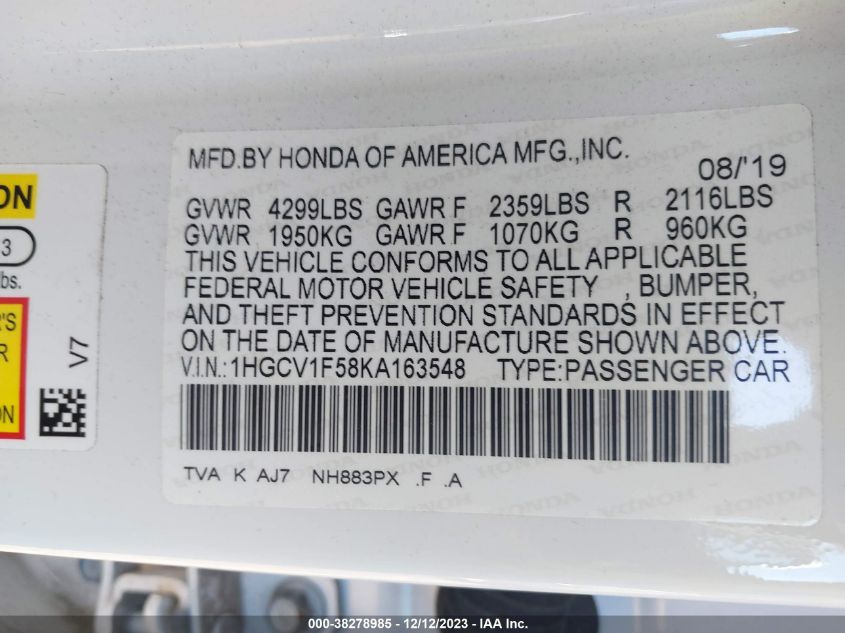 MFD.BY HONDA OF AMERICA MFG.,INC. 08/'19
GVWR 4299LBS GAWR F 2359LBS R 2116LBS
GVWR 1950KG GAWR F 1070KG R 960KG
THIS VEHICLE CONFORMS TO ALL APPLICABLE
FEDERAL MOTOR VEHICLE SAFETY , BUMPER,
AND THEFT PREVENTION STANDARDS IN EFFECT
ON THE DATE OF MANUFACTURE SHOWN ABOVE.
V.I.N.:1HGCV1F58KA163548 TYPE:PASSENGER CAR
TVA K AJ7 NH883PX .F .A
ON
3
lbs.
'S
R
ON
V7
000-38278985 - 12/12/2023 - IAA Inc.